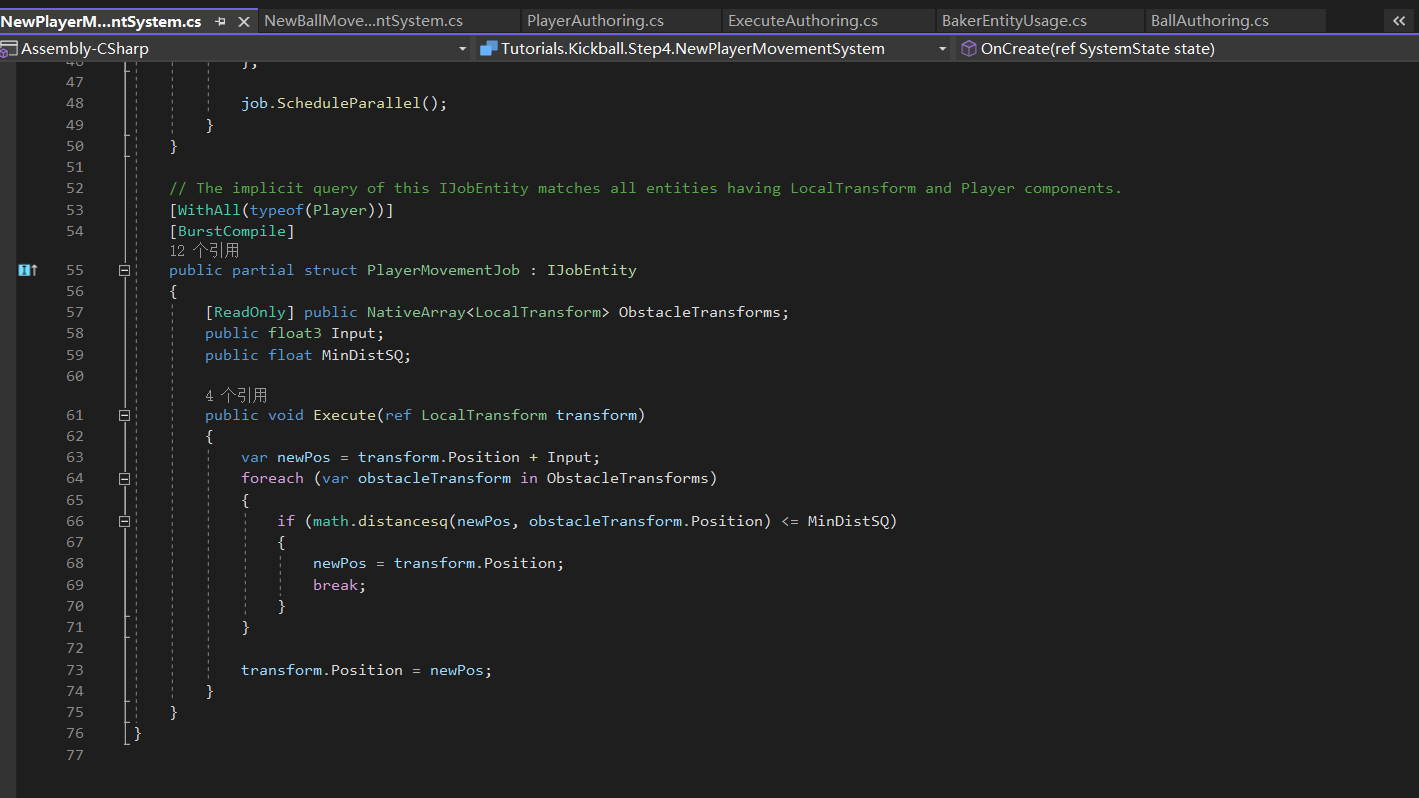 NewPlayerM...ntSystem.cs NewBallMove...ntSystem.cs PlayerAuthoring.cs ExecuteAuthoring.cs BakerEntityUsage.cs BallAuthoring.cs
Assembly-CSharp Tutorials.Kickball.Step4.NewPlayerMovementSystem OnCreate(ref SystemState state)
46 };
47
48 job.ScheduleParallel();
49 }
50 }
51
52 // The implicit query of this IJobEntity matches all entities having LocalTransform and Player components.
53 [WithAll(typeof(Player))]
54 [BurstCompile]
12 个引用
55 public partial struct PlayerMovementJob : IJobEntity
56 {
57 [ReadOnly] public NativeArray<LocalTransform> ObstacleTransforms;
58 public float3 Input;
59 public float MinDistSQ;
60
4 个引用
61 public void Execute(ref LocalTransform transform)
62 {
63 var newPos = transform.Position + Input;
64 foreach (var obstacleTransform in ObstacleTransforms)
65 {
66 if (math.distancesq(newPos, obstacleTransform.Position) <= MinDistSQ)
67 {
68 newPos = transform.Position;
69 break;
70 }
71 }
72
73 transform.Position = newPos;
74 }
75 }
76 }
77